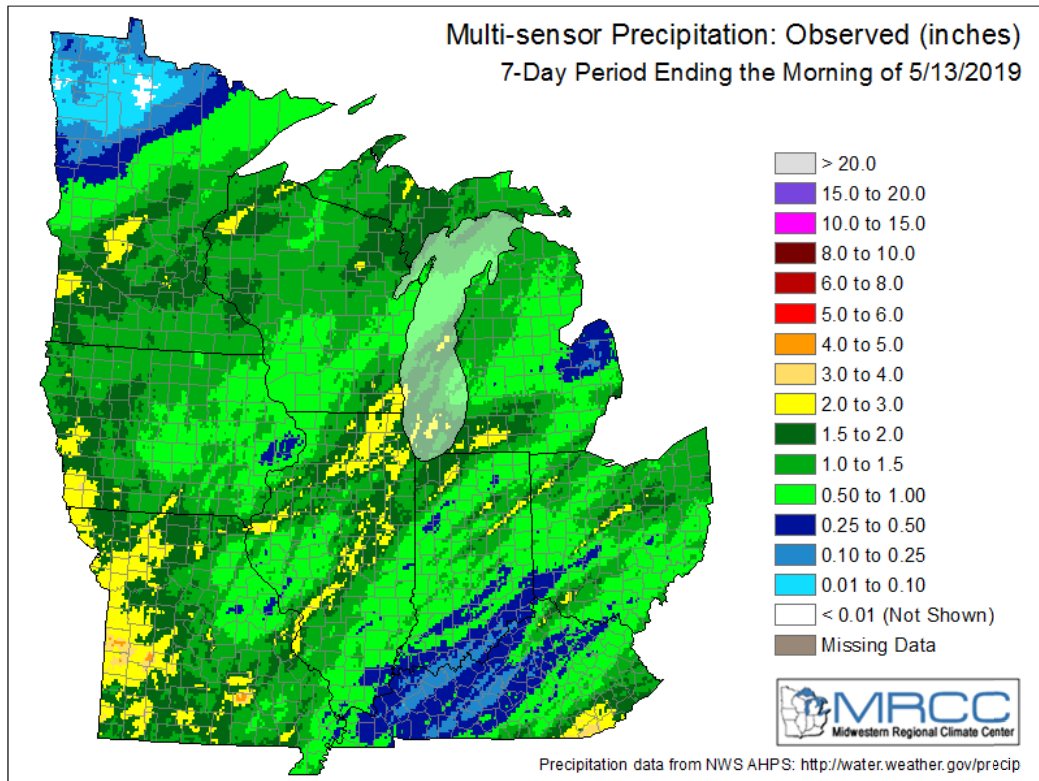 Multi-sensor Precipitation: Observed (inches)
7-Day Period Ending the Morning of 5/13/2019
> 20.0
15.0 to 20.0
10.0 to 15.0
8.0 to 10.0
6.0 to 8.0
5.0 to 6.0
4.0 to 5.0
3.0 to 4.0
2.0 to 3.0
1.5 to 2.0
1.0 to 1.5
0.50 to 1.00
0.25 to 0.50
0.10 to 0.25
0.01 to 0.10
< 0.01 (Not Shown)
Missing Data
MRCC
Midwestern Regional Climate Center
Precipitation data from NWS AHPS: http://water.weather.gov/precip